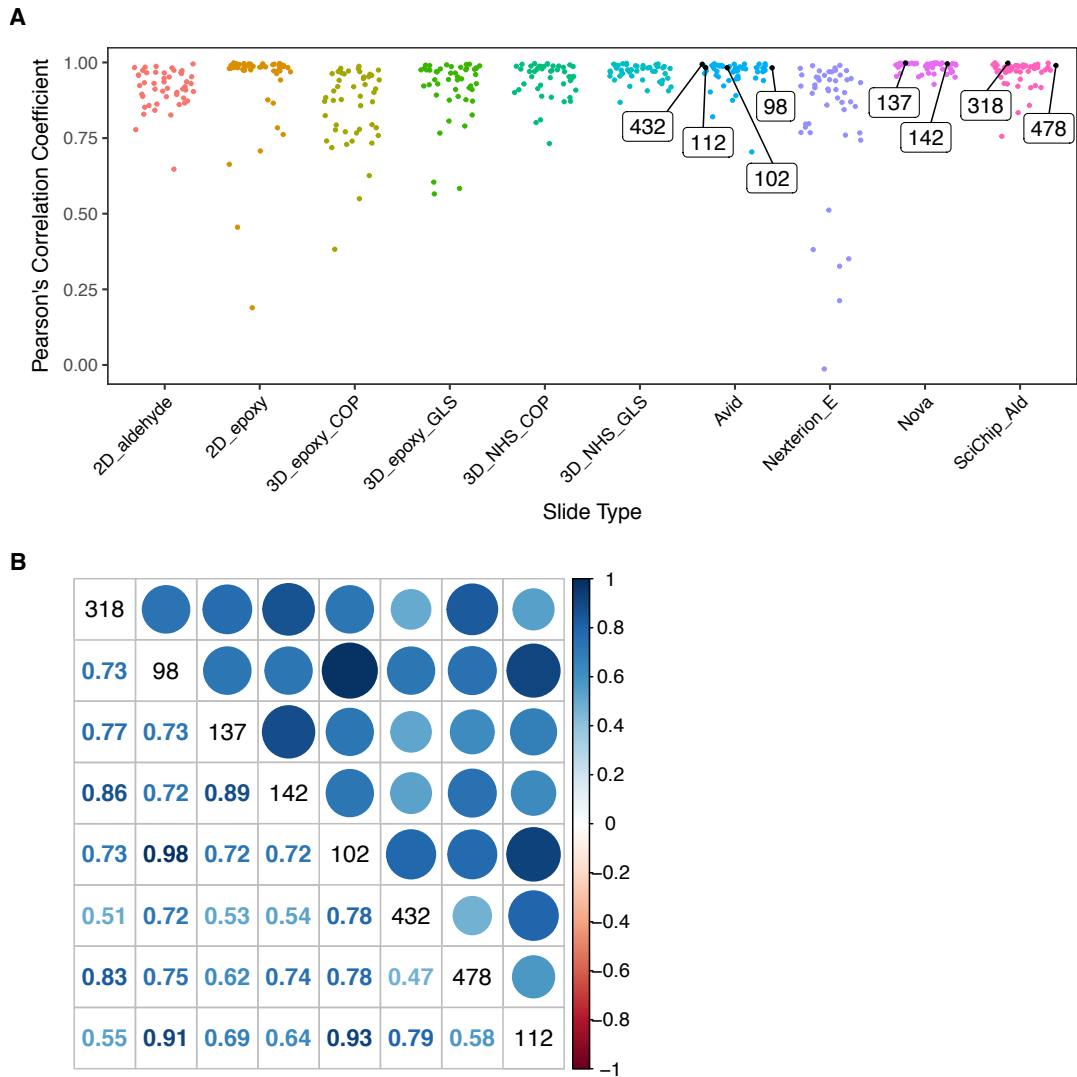 A
Pearson's Correlation Coefficient
1.00
0.75
0.50
0.25
0.00
432
112
102
98
137
142
318
478
2D_aldehyde
2D_epoxy
3D_epoxy_COP
3D_epoxy_GLS
3D_NHS_COP
3D_NHS_GLS
Avid
Nexterion_E
Nova
SciChip_Ald
Slide Type
B
318
0.73 98
0.77 0.73 137
0.86 0.72 0.89 142
0.73 0.98 0.72 0.72 102
0.51 0.72 0.53 0.54 0.78 432
0.83 0.75 0.62 0.74 0.78 0.47 478
0.55 0.91 0.69 0.64 0.93 0.79 0.58 112
1
0.8
0.6
0.4
0.2
0
−0.2
−0.4
−0.6
−0.8
−1